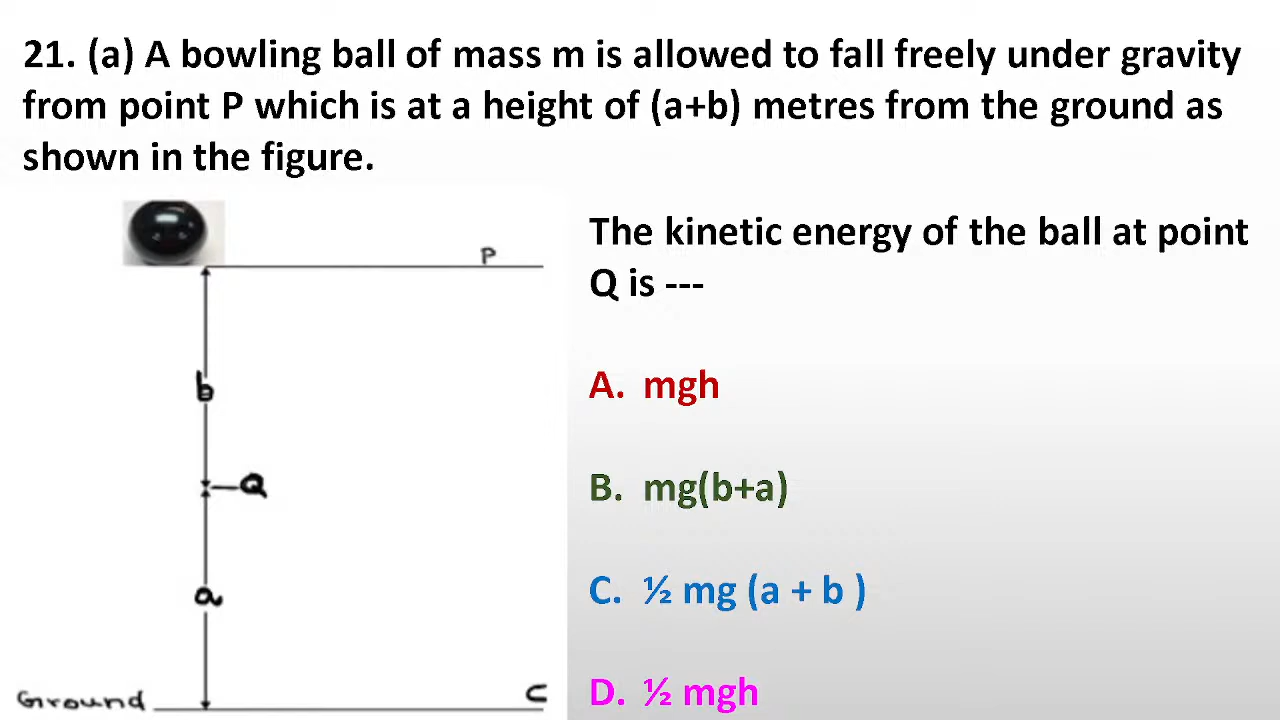 21. (a) A bowling ball of mass m is allowed to fall freely under gravity
from point P which is at a height of (a+b) metres from the ground as
shown in the figure.
P
b
Q
a
Ground
C
The kinetic energy of the ball at point
Q is ---
A. mgh
B. mg(b+a)
C. ½ mg (a + b )
D. ½ mgh